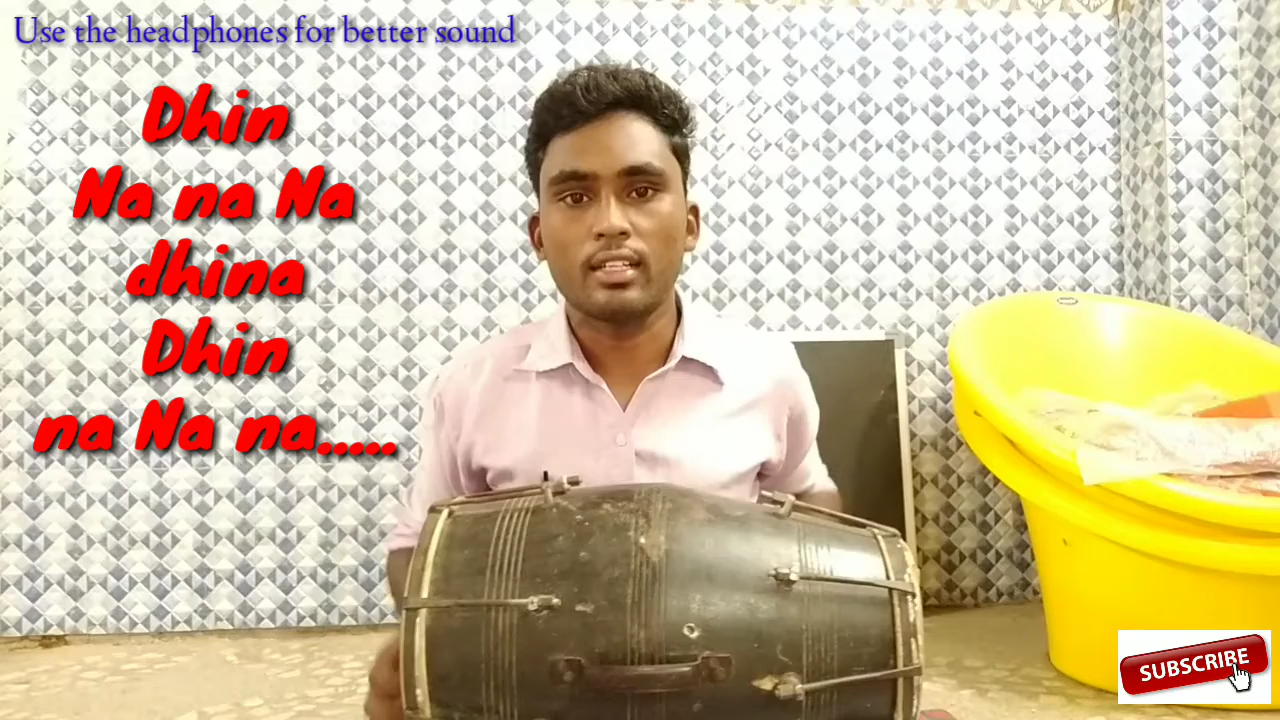 Use the headphones for better sound
Dhin
Na na Na
dhina
Dhin
na Na na.....
SUBSCRIBE